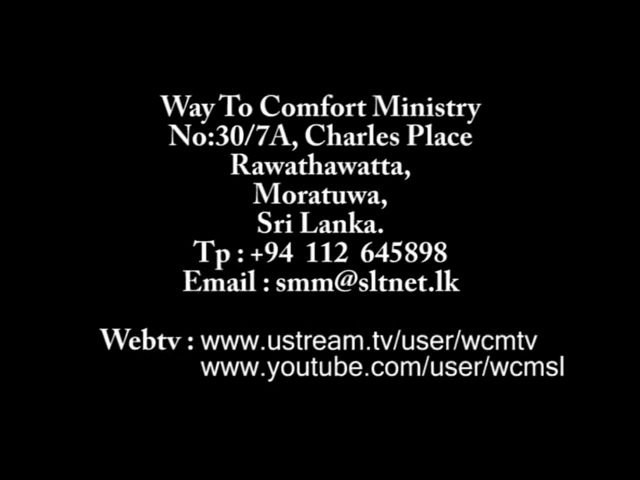 Way To Comfort Ministry
No:30/7A, Charles Place
Rawathawatta,
Moratuwa,
Sri Lanka.
Tp : +94 112 645898
Email : smm@sltnet.lk
Webtv : www.ustream.tv/user/wcmtv
www.youtube.com/user/wcmsl